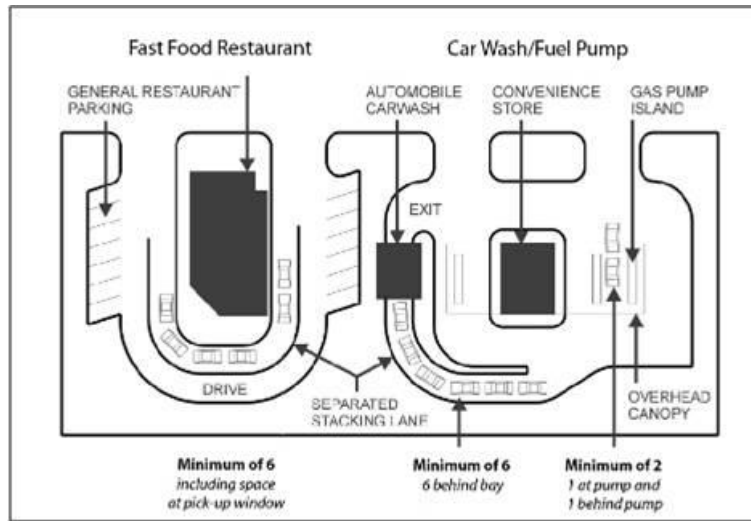 Fast Food Restaurant
Car Wash/Fuel Pump
GENERAL RESTAURANT
PARKING
AUTOMOBILE
CARWASH
CONVENIENCE
STORE
GAS PUMP
ISLAND
EXIT
DRIVE
SEPARATED
STACKING LANE
OVERHEAD
CANOPY
Minimum of 6
including space
at pick-up window
Minimum of 6
6 behind bay
Minimum of 2
1 at pump and
1 behind pump